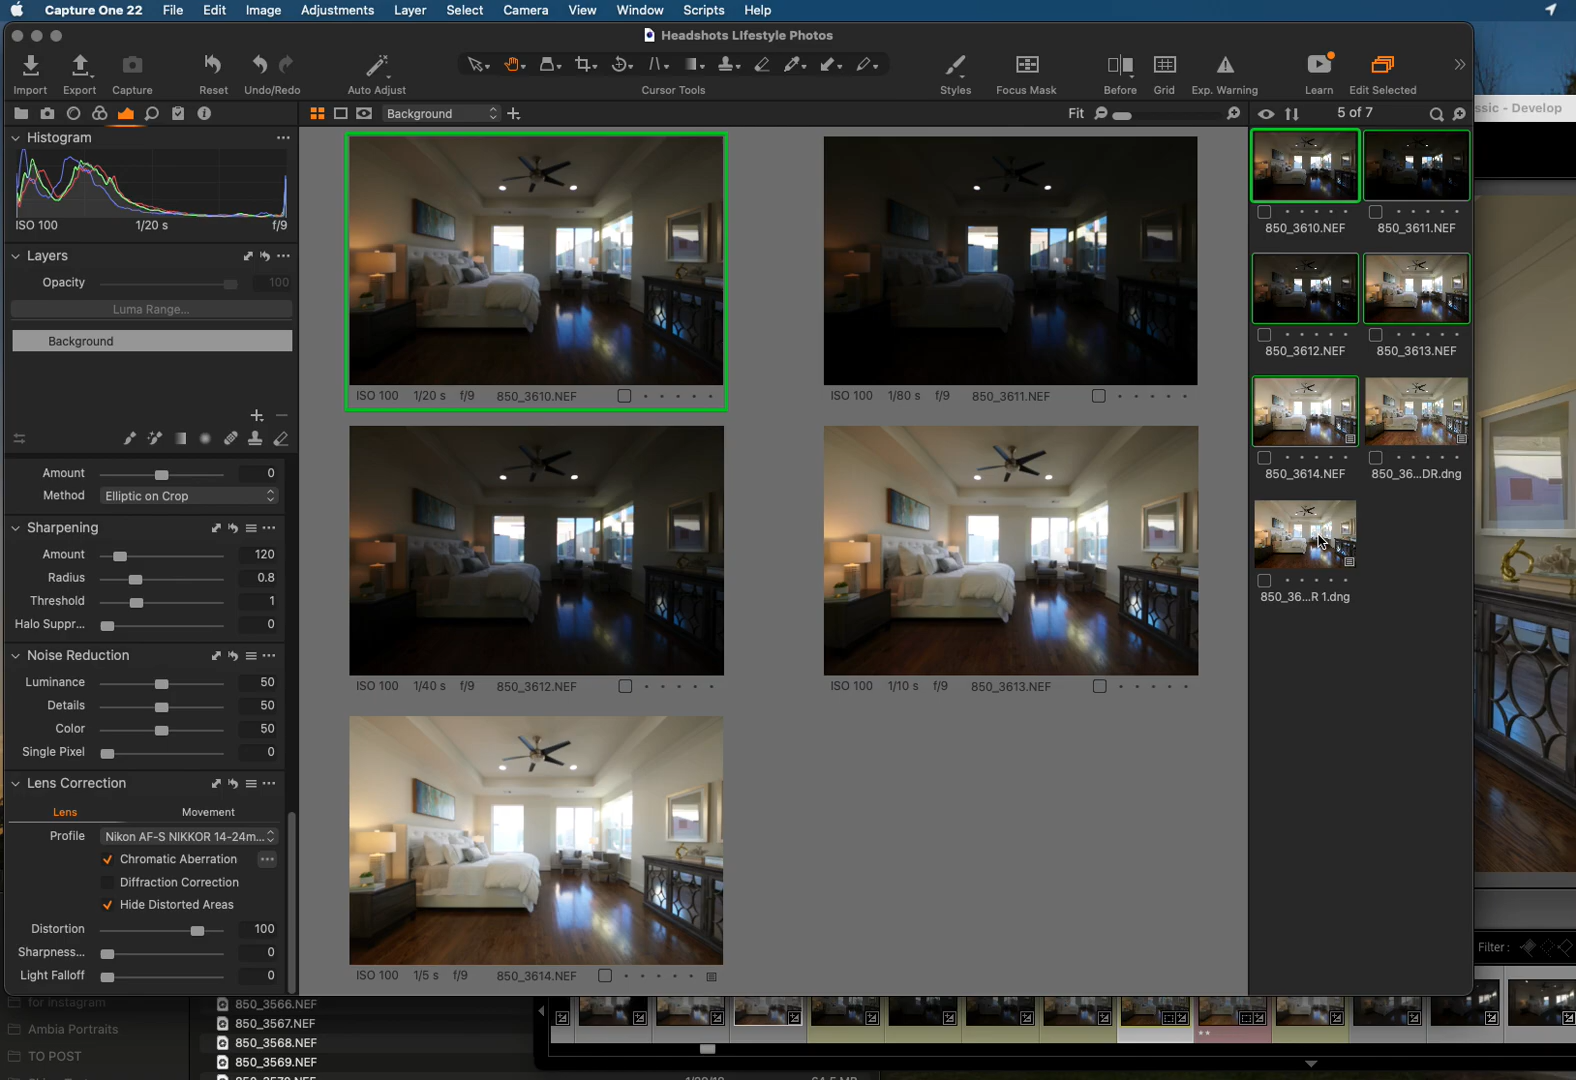 Capture One 22 File Edit Image Adjustments Layer Select Camera View Window Scripts Help
Headshots LIfestyle Photos
Import Export Capture Reset Undo/Redo Auto Adjust Cursor Tools Styles Focus Mask Before Grid Exp. Warning Learn Edit Selected
Background Fit 5 of 7
ssic - Develop
Histogram
ISO 100 1/20 s f/9
Layers
Opacity 100
Luma Range...
Background
Amount 0
Method Elliptic on Crop
Sharpening
Amount 120
Radius 0.8
Threshold 1
Halo Suppr... 0
Noise Reduction
Luminance 50
Details 50
Color 50
Single Pixel 0
Lens Correction
Lens Movement
Profile Nikon AF-S NIKKOR 14-24m...
Chromatic Aberration
Diffraction Correction
Hide Distorted Areas
Distortion 100
Sharpness... 0
Light Falloff 0
ISO 100 1/20 s f/9 850_3610.NEF
ISO 100 1/80 s f/9 850_3611.NEF
ISO 100 1/40 s f/9 850_3612.NEF
ISO 100 1/10 s f/9 850_3613.NEF
ISO 100 1/5 s f/9 850_3614.NEF
850_3610.NEF 850_3611.NEF
850_3612.NEF 850_3613.NEF
850_3614.NEF 850_36...DR.dng
850_36...R 1.dng
Filter :
for instagram
Ambia Portraits
TO POST
850_3566.NEF
850_3567.NEF
850_3568.NEF
850_3569.NEF